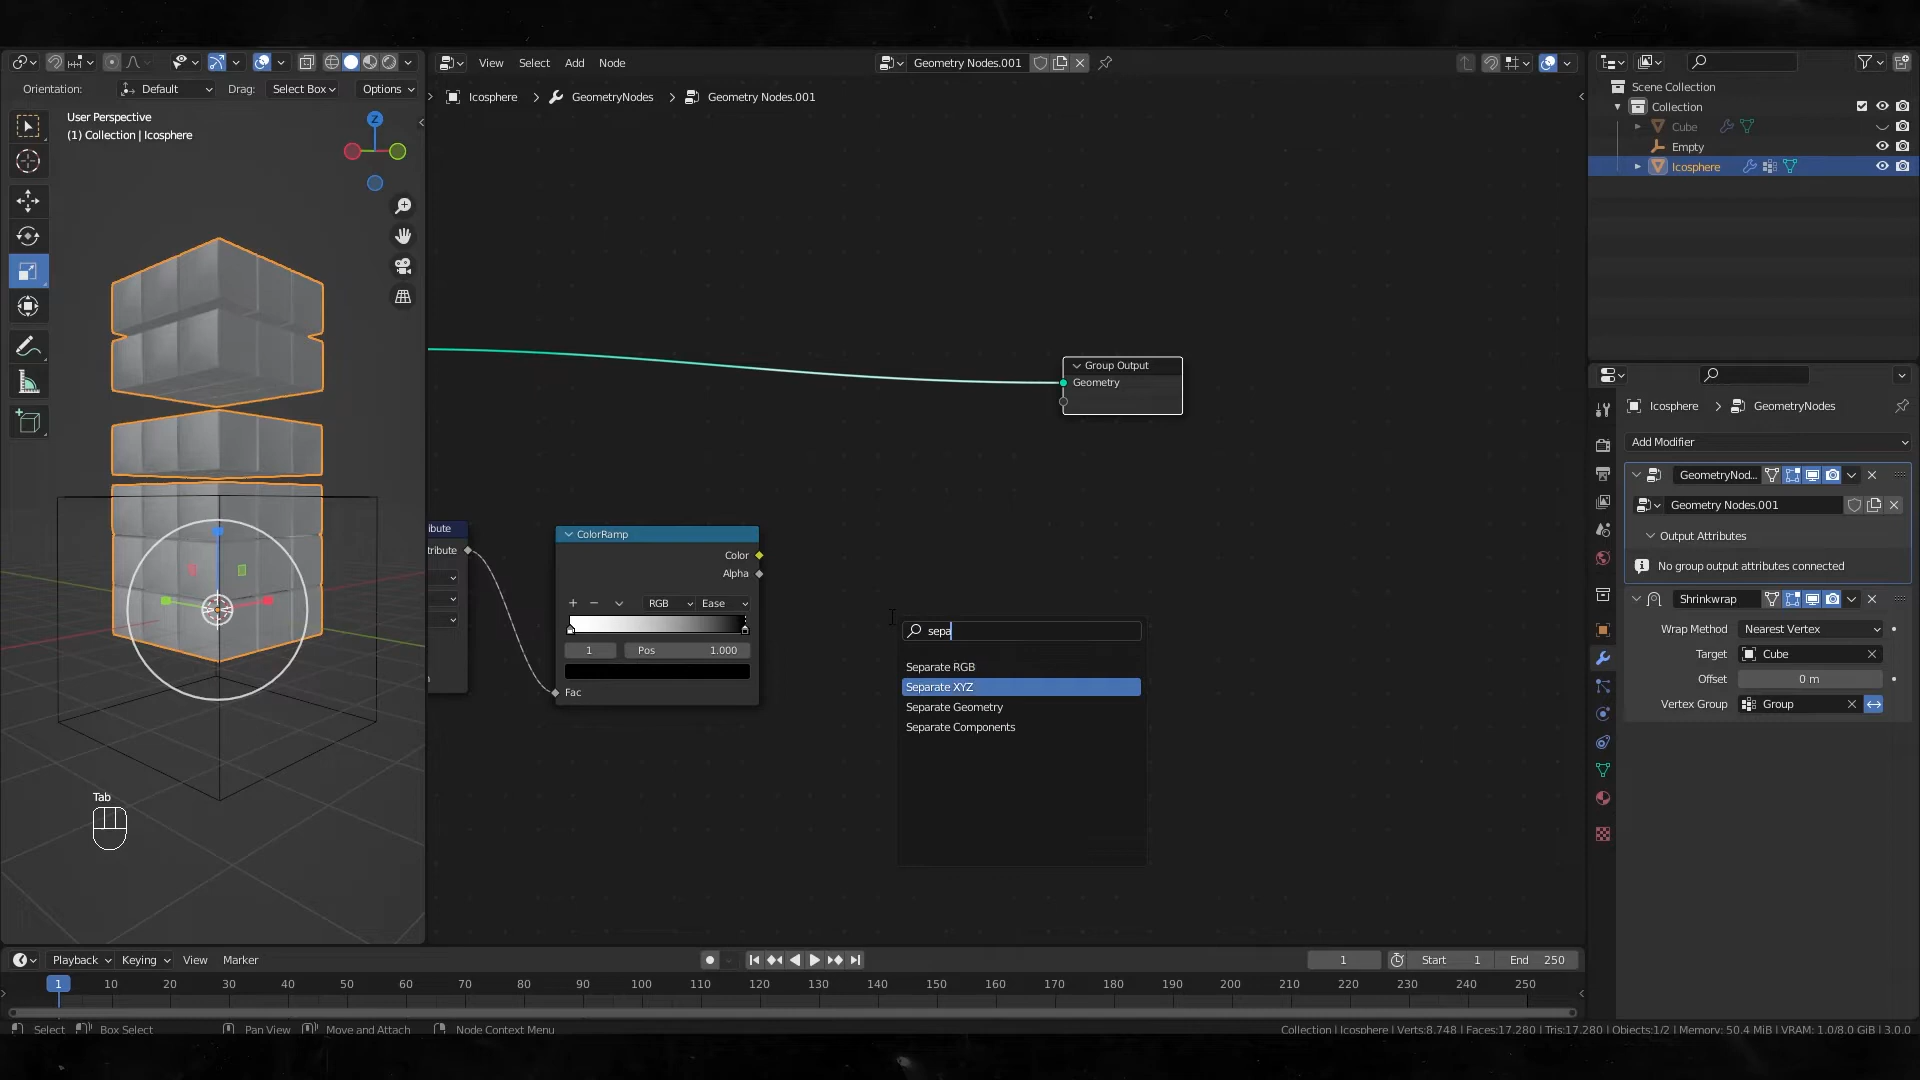 View Select Add Node
Geometry Nodes.001
Orientation: Default Drag: Select Box Options
Icosphere > GeometryNodes > Geometry Nodes.001
User Perspective
(1) Collection | Icosphere
Z
Scene Collection
Collection
Cube
Empty
Icosphere
Group Output
Geometry
Icosphere > GeometryNodes
Add Modifier
GeometryNod...
Geometry Nodes.001
Output Attributes
No group output attributes connected
Shrinkwrap
Wrap Method Nearest Vertex
Target Cube
Offset 0 m
Vertex Group Group
ibute
tribute
ColorRamp
Color
Alpha
RGB Ease
1 Pos 1.000
Fac
sepa
Separate RGB
Separate XYZ
Separate Geometry
Separate Components
Tab
Playback Keying View Marker
1 Start 1 End 250
1 10 20 30 40 50 60 70 80 90 100 110 120 130 140 150 160 170 180 190 200 210 220 230 240 250
Select Box Select Pan View Move and Attach Node Context Menu
Collection | Icosphere | Verts:8.748 | Faces:17.280 | Tris:17.280 | Objects:1/2 | Memory: 50.4 MiB | VRAM: 1.0/8.0 GiB | 3.0.0